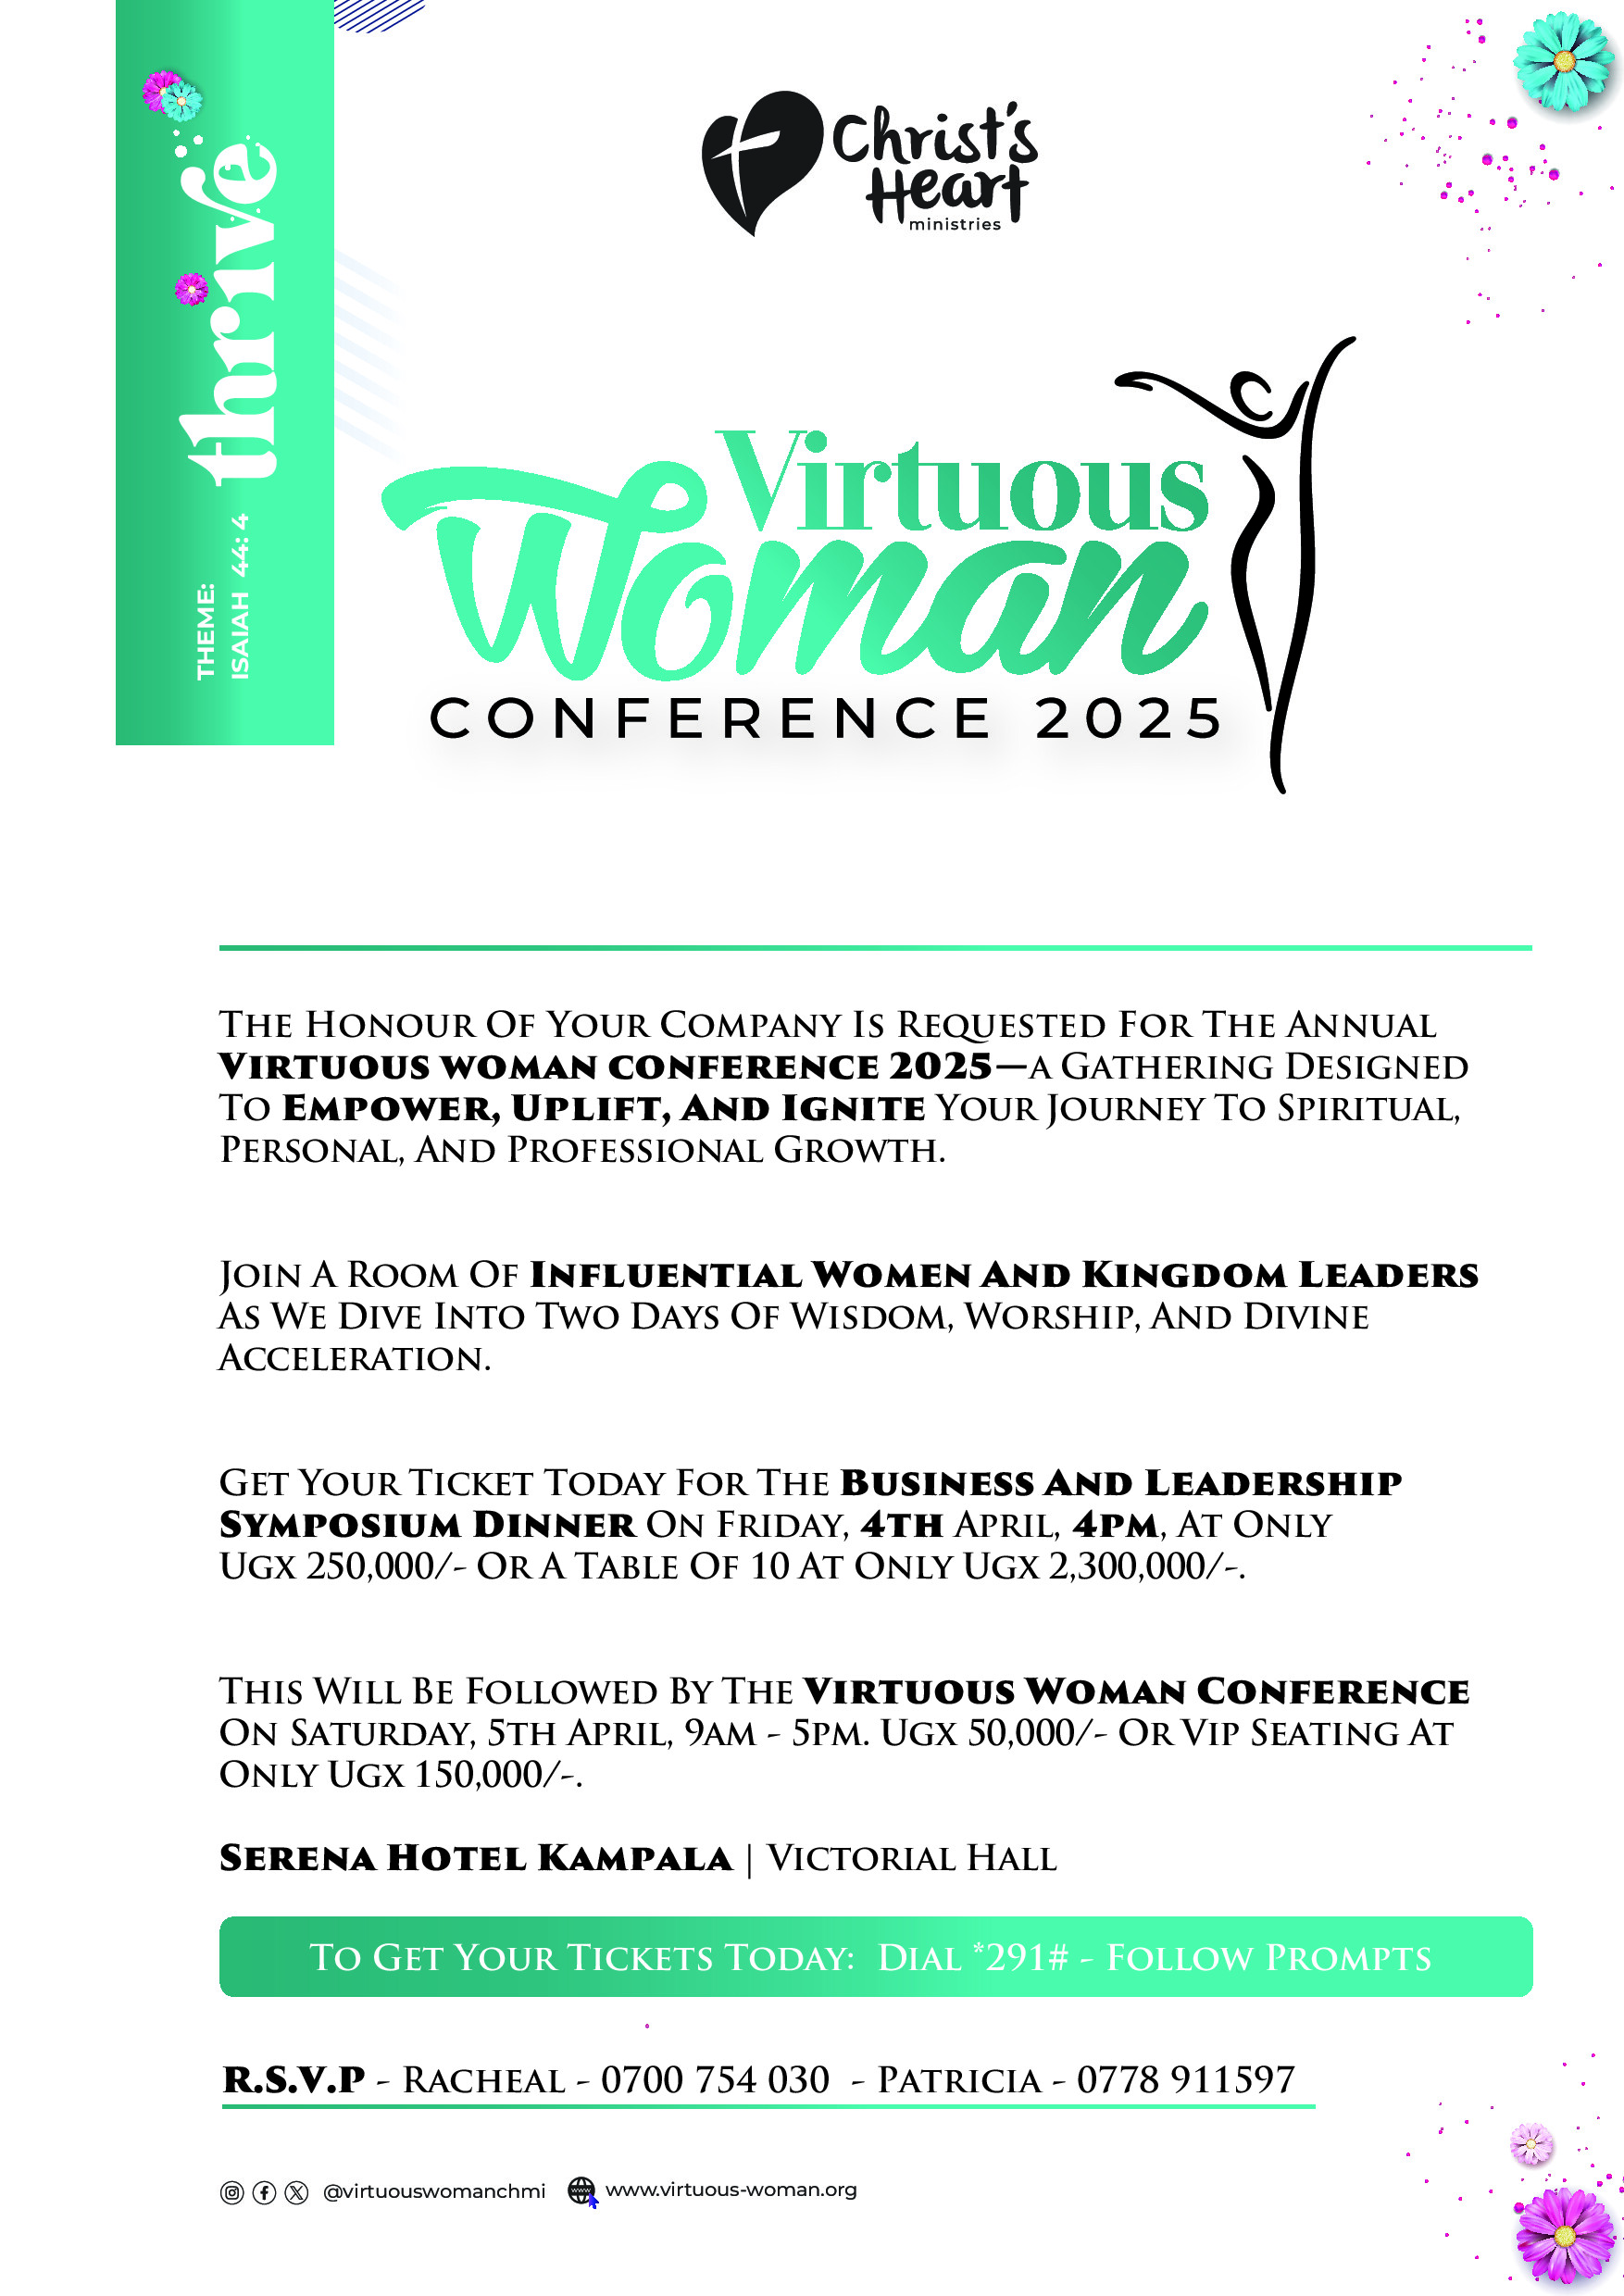 thrive
THEME:
ISAIAH 44: 4
Christ's
Heart
ministries
Virtuous
Woman
CONFERENCE 2025
The Honour Of Your Company Is Requested For The Annual
Virtuous woman conference 2025—a Gathering Designed
To Empower, Uplift, And Ignite Your Journey To Spiritual,
Personal, And Professional Growth.
Join A Room Of Influential Women And Kingdom Leaders
As We Dive Into Two Days Of Wisdom, Worship, And Divine
Acceleration.
Get Your Ticket Today For The Business And Leadership
Symposium Dinner On Friday, 4th April, 4pm, At Only
Ugx 250,000/- Or A Table Of 10 At Only Ugx 2,300,000/-.
This Will Be Followed By The Virtuous Woman Conference
On Saturday, 5th April, 9am - 5pm. Ugx 50,000/- Or Vip Seating At
Only Ugx 150,000/-.
Serena Hotel Kampala | Victorial Hall
To Get Your Tickets Today: Dial *291# - Follow Prompts
R.S.V.P - Racheal - 0700 754 030 - Patricia - 0778 911597
@virtuouswomanchmi www.virtuous-woman.org